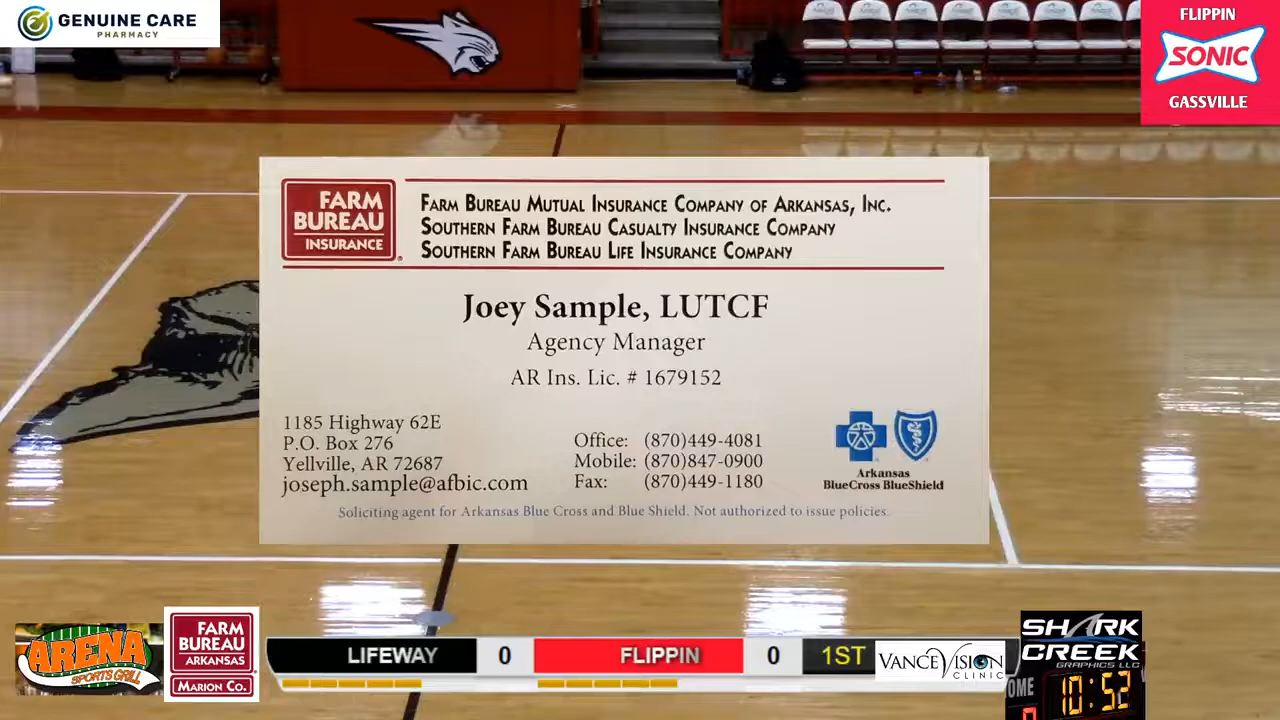 GENUINE CARE
PHARMACY
FLIPPIN
SONIC
GASSVILLE
FARM
BUREAU
INSURANCE
FARM BUREAU MUTUAL INSURANCE COMPANY OF ARKANSAS, INC.
SOUTHERN FARM BUREAU CASUALTY INSURANCE COMPANY
SOUTHERN FARM BUREAU LIFE INSURANCE COMPANY
Joey Sample, LUTCF
Agency Manager
AR Ins. Lic. # 1679152
1185 Highway 62E
P.O. Box 276
Yellville, AR 72687
joseph.sample@afbic.com
Office: (870)449-4081
Mobile: (870)847-0900
Fax: (870)449-1180
Arkansas
BlueCross BlueShield
Soliciting agent for Arkansas Blue Cross and Blue Shield. Not authorized to issue policies.
ARENA
SPORTS GRILL
FARM
BUREAU
ARKANSAS
MARION CO.
LIFEWAY 0 FLIPPIN 0 1ST
VANCE VISION
CLINIC
SHARK
CREEK
GRAPHICS LLC
OME
10:52